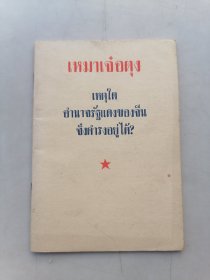 เหมาเจ๋อตุง
เหตุใด
อำนาจรัฐแดงของจีน
จึงดำรงอยู่ได้?